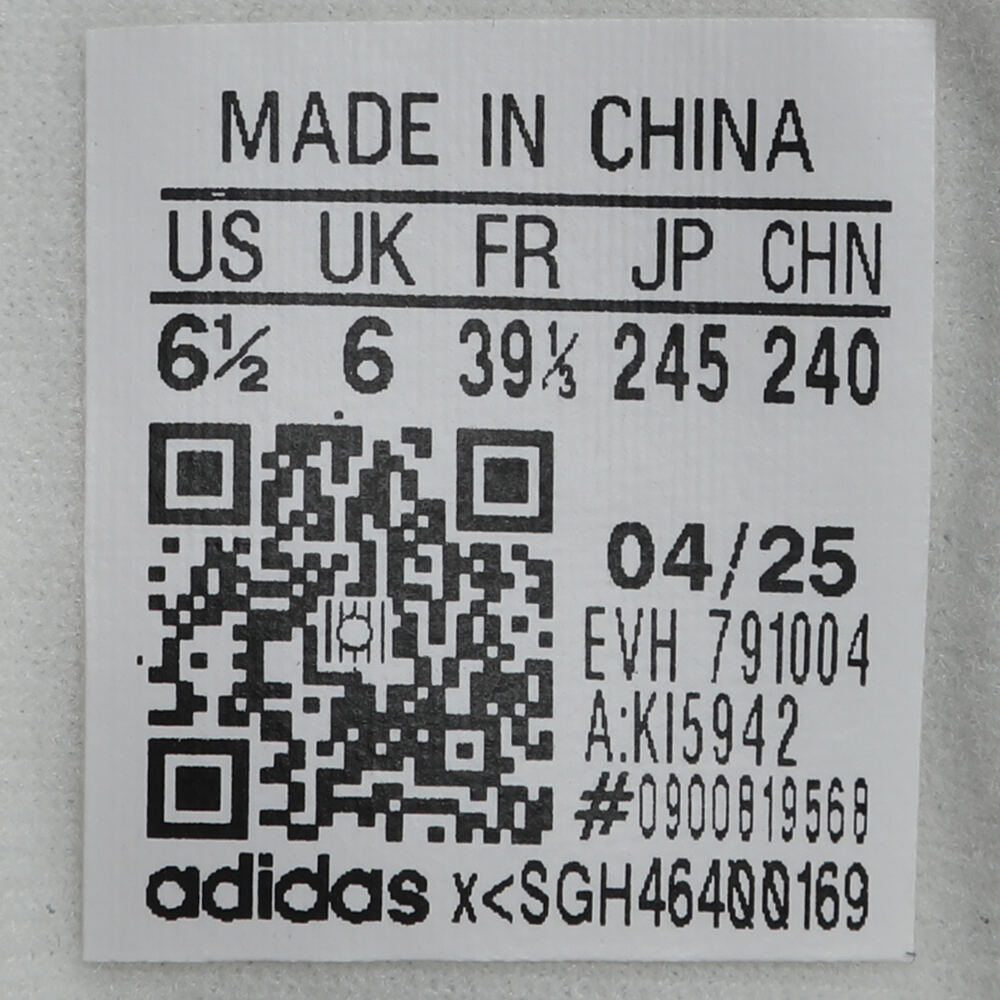 MADE IN CHINA
US UK FR JP CHN
6½ 6 39⅓ 245 240
04/25
EVH 791004
A:KI5942
#0900819568
adidas x<SGH46400169